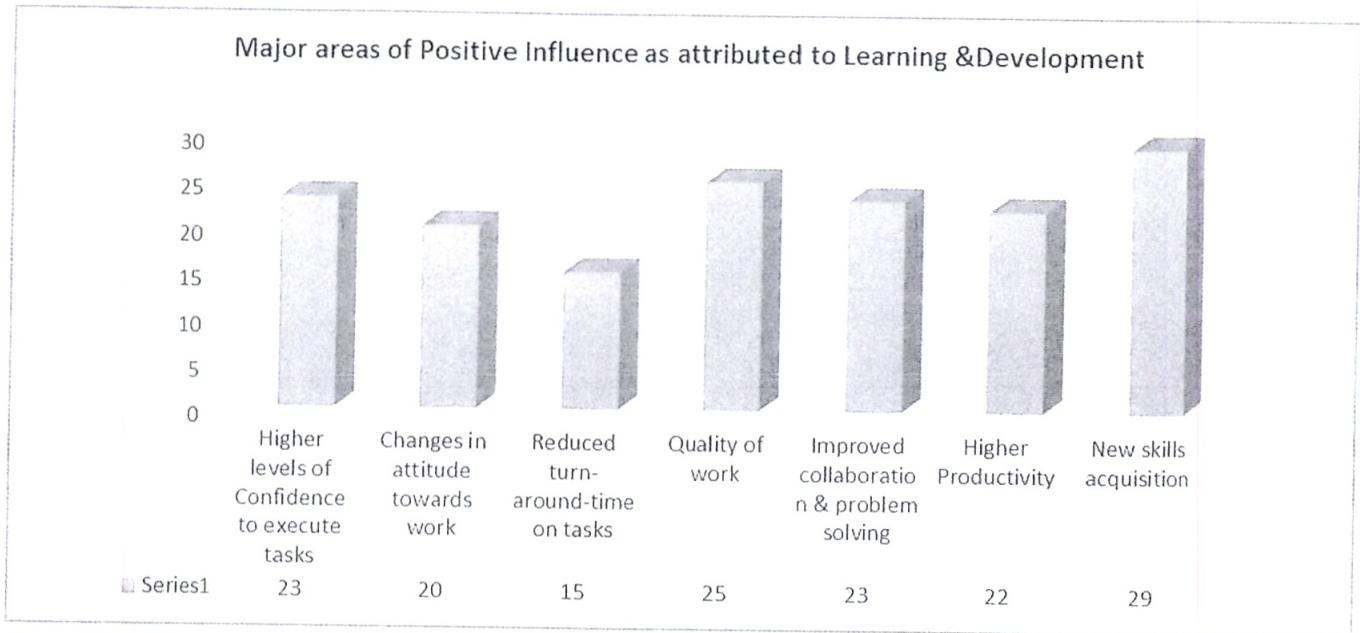 Major areas of Positive Influence as attributed to Learning &Development
30
25
20
15
10
5
0
Higher
levels of
Confidence
to execute
tasks
Changes in
attitude
towards
work
Reduced
turn-
around-time
on tasks
Quality of
work
Improved
collaboratio
n & problem
solving
Higher
Productivity
New skills
acquisition
Series1 23 20 15 25 23 22 29